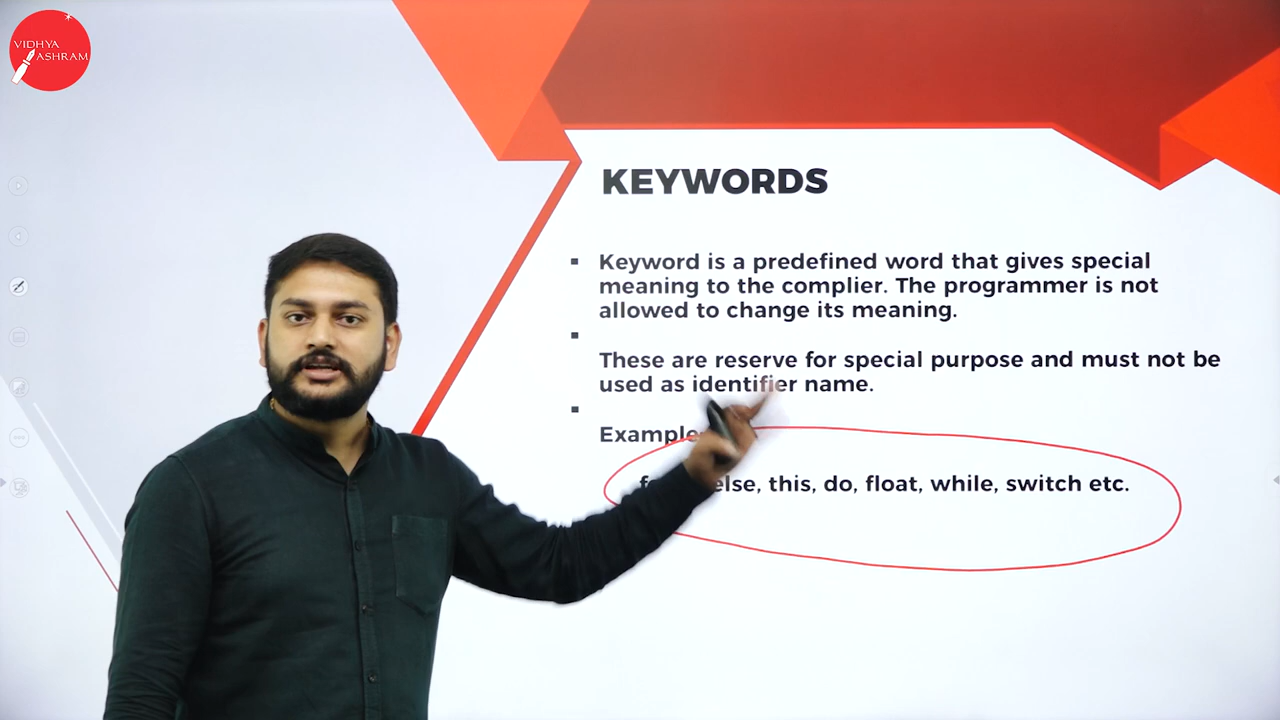 VIDHYA
ASHRAM
KEYWORDS
Keyword is a predefined word that gives special
meaning to the complier. The programmer is not
allowed to change its meaning.
These are reserve for special purpose and must not be
used as identifier name.
Example
else, this, do, float, while, switch etc.